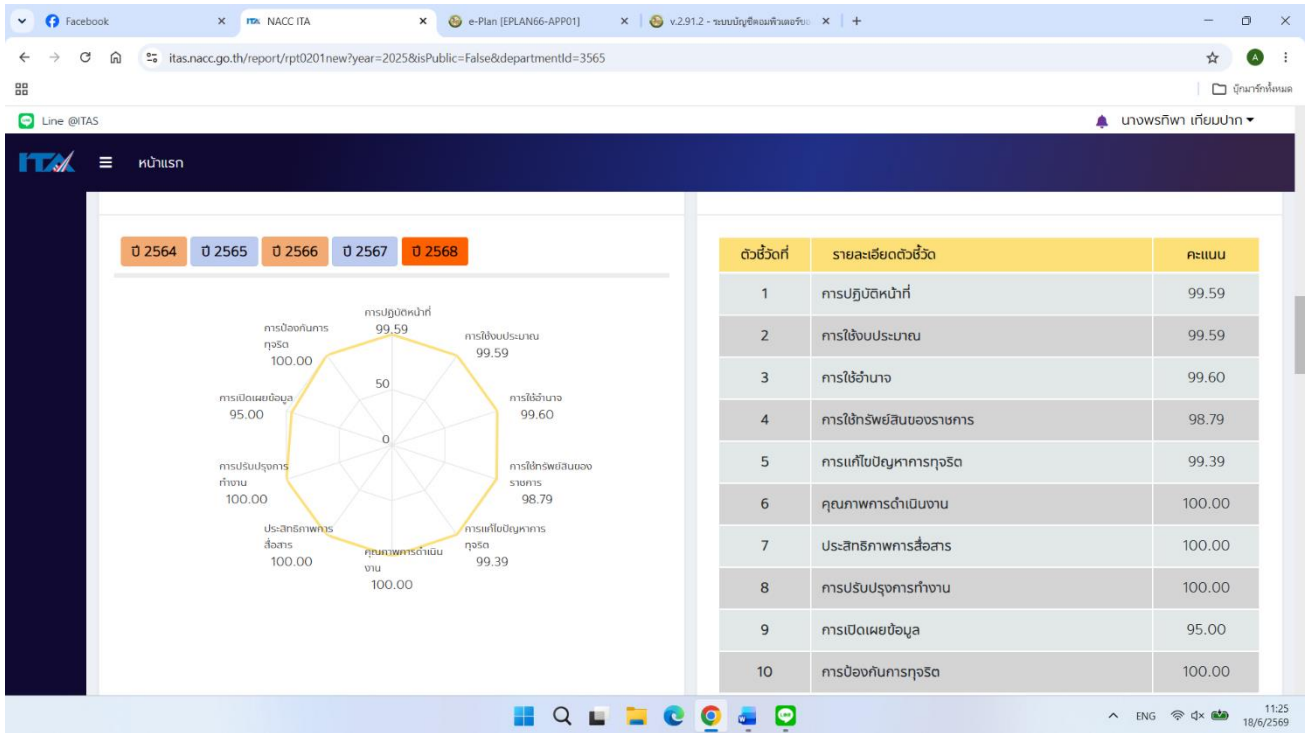 Facebook
NACC ITA
e-Plan [EPLAN66-APP01]
v.2.91.2 - ระบบบัญชีคอมพิวเตอร์ขอ
itas.nacc.go.th/report/rpt0201new?year=2025&isPublic=False&departmentId=3565
A
บุ๊กมาร์กทั้งหมด
Line @ITAS
นางพรทิพา เทียมปาก
ITA
หน้าแรก
ปี 2564
ปี 2565
ปี 2566
ปี 2567
ปี 2568
การปฏิบัติหน้าที่
99.59
การใช้งบประมาณ
99.59
การใช้อำนาจ
99.60
การใช้ทรัพย์สินของ
ราชการ
98.79
การแก้ไขปัญหาการ
ทุจริต
99.39
คุณภาพการดำเนิน
งาน
100.00
ประสิทธิภาพการ
สื่อสาร
100.00
การปรับปรุงการ
ทำงาน
100.00
การเปิดเผยข้อมูล
95.00
การป้องกันการ
ทุจริต
100.00
50
0
ตัวชี้วัดที่ รายละเอียดตัวชี้วัด คะแนน
1 การปฏิบัติหน้าที่ 99.59
2 การใช้งบประมาณ 99.59
3 การใช้อำนาจ 99.60
4 การใช้ทรัพย์สินของราชการ 98.79
5 การแก้ไขปัญหาการทุจริต 99.39
6 คุณภาพการดำเนินงาน 100.00
7 ประสิทธิภาพการสื่อสาร 100.00
8 การปรับปรุงการทำงาน 100.00
9 การเปิดเผยข้อมูล 95.00
10 การป้องกันการทุจริต 100.00
ENG
11:25
18/6/2569